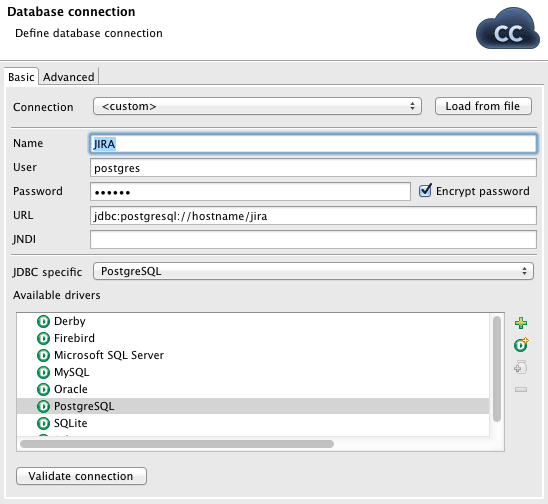 Database connection
Define database connection
CC
Basic Advanced
Connection <custom> Load from file
Name JIRA
User postgres
Password •••••• Encrypt password
URL jdbc:postgresql://hostname/jira
JNDI
JDBC specific PostgreSQL
Available drivers
D Derby
D Firebird
D Microsoft SQL Server
D MySQL
D Oracle
D PostgreSQL
D SQLite
Validate connection